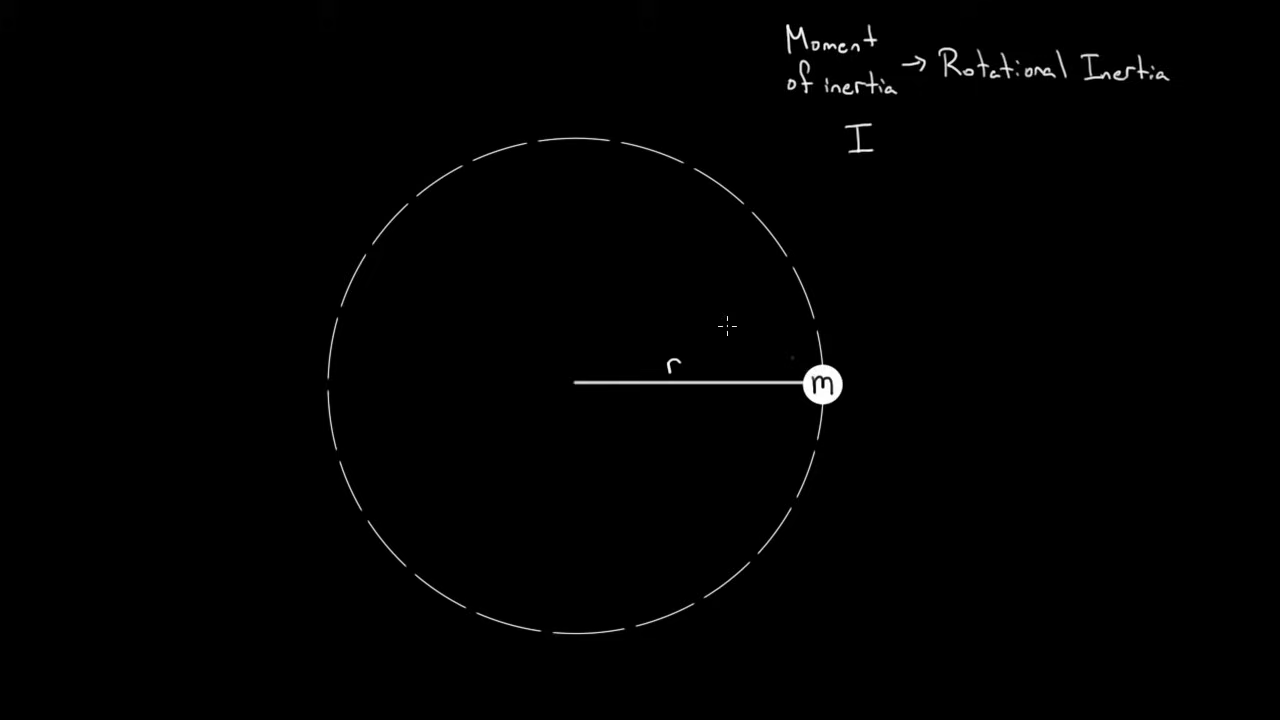 Moment
of inertia → Rotational Inertia
I
r
m